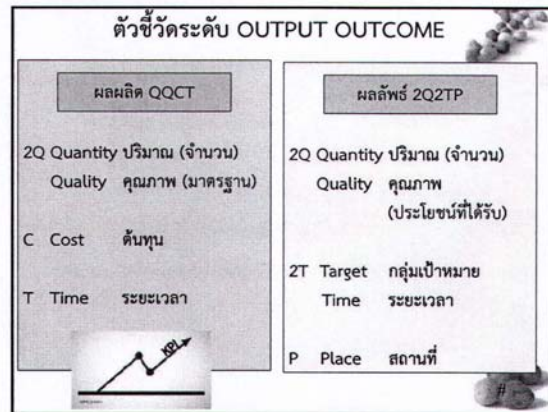 ตัวชี้วัดระดับ OUTPUT OUTCOME
ผลผลิต QQCT
2Q Quantity ปริมาณ (จำนวน)
Quality คุณภาพ (มาตรฐาน)
C Cost ต้นทุน
T Time ระยะเวลา
KPI
ผลลัพธ์ 2Q2TP
2Q Quantity ปริมาณ (จำนวน)
Quality คุณภาพ
(ประโยชน์ที่ได้รับ)
2T Target กลุ่มเป้าหมาย
Time ระยะเวลา
P Place สถานที่
#